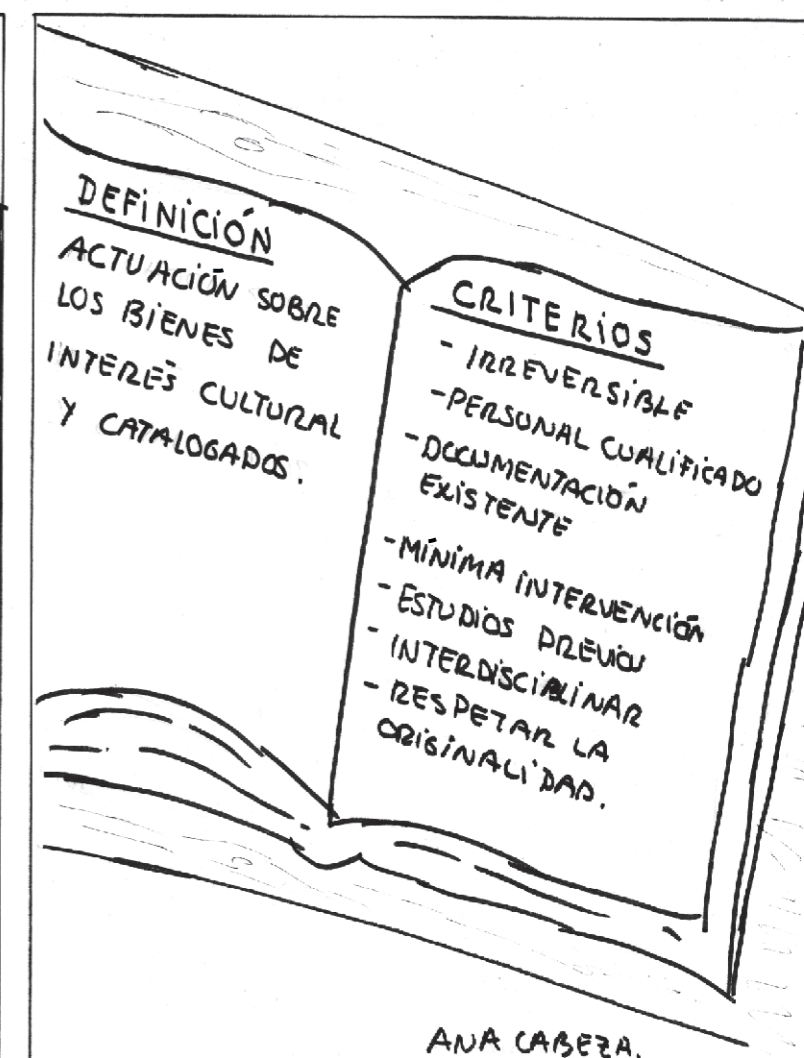 DEFINICIÓN
ACTUACIÓN SOBRE
LOS BIENES DE
INTERÉS CULTURAL
Y CATALOGADOS.
CRITERIOS
- IRREVERSIBLE
- PERSONAL CUALIFICADO
- DOCUMENTACIÓN
EXISTENTE
- MÍNIMA INTERVENCIÓN
- ESTUDIOS PREVIOS
- INTERDISCIPLINAR
- RESPETAR LA
ORIGINALIDAD.
ANA CABEZA.